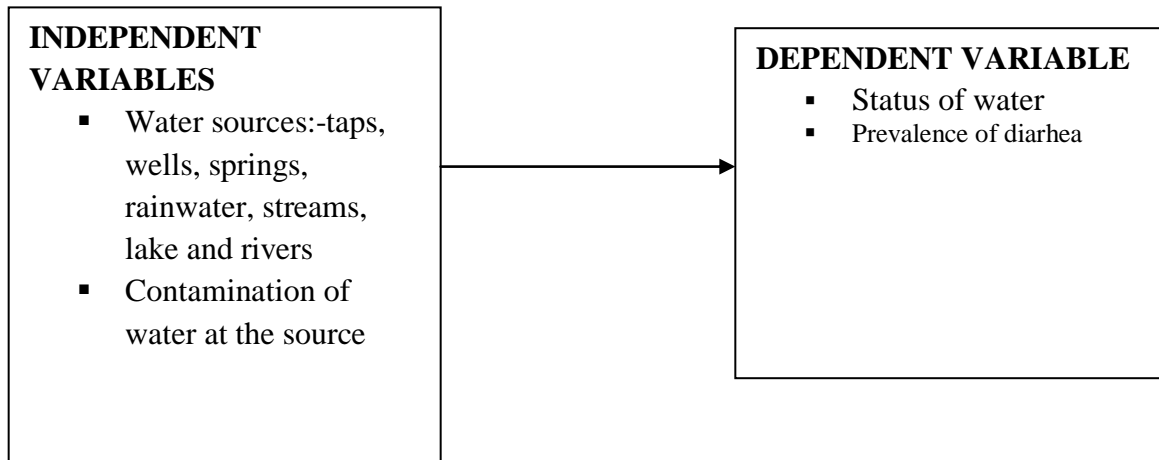 INDEPENDENT
VARIABLES
▪ Water sources:-taps,
wells, springs,
rainwater, streams,
lake and rivers
▪ Contamination of
water at the source
DEPENDENT VARIABLE
▪ Status of water
▪ Prevalence of diarhea